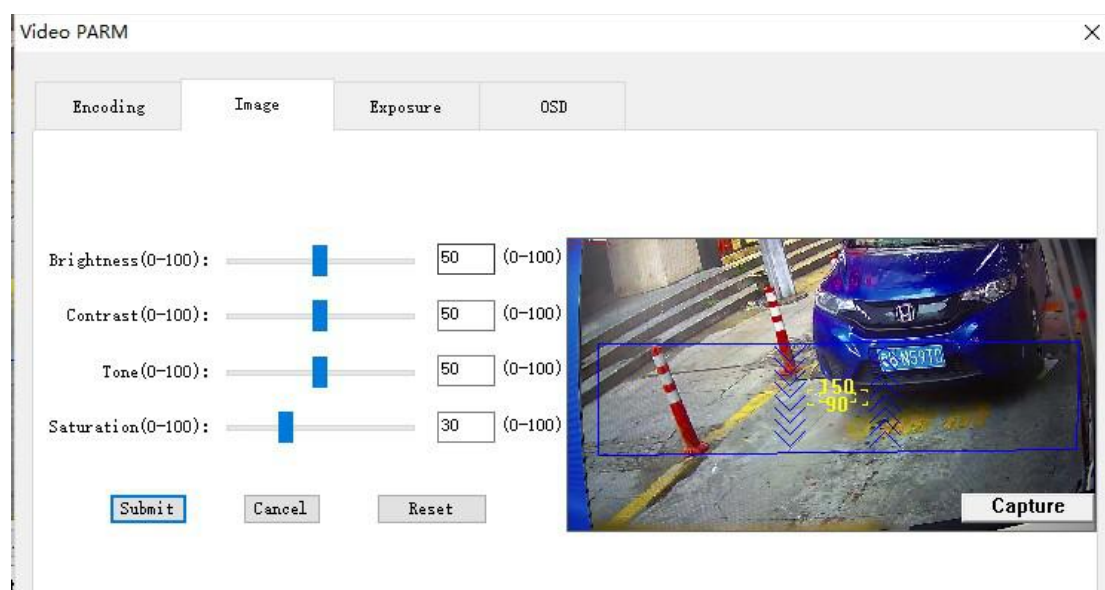 Video PARM
Encoding Image Exposure OSD
Brightness(0-100): 50 (0-100)
Contrast(0-100): 50 (0-100)
Tone(0-100): 50 (0-100)
Saturation(0-100): 30 (0-100)
Submit Cancel Reset
150
90
Capture